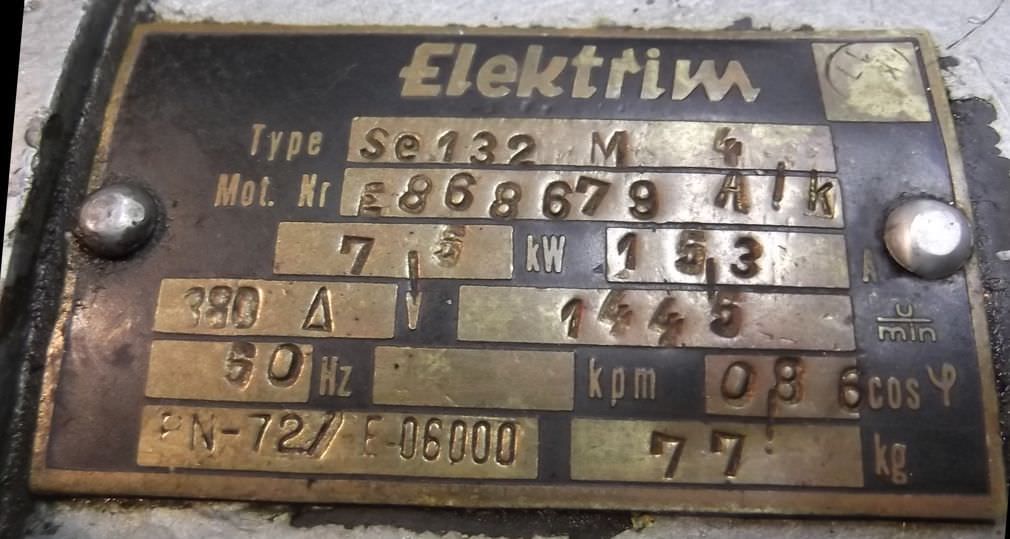 Elektrim
Type Se132 M 4
Mot. Nr E868679 A/k
7,5 kW 15,3 A
380 Δ V 1445 u/min
50 Hz kpm 0,86 cos φ
PN-72// E-06000 77 kg